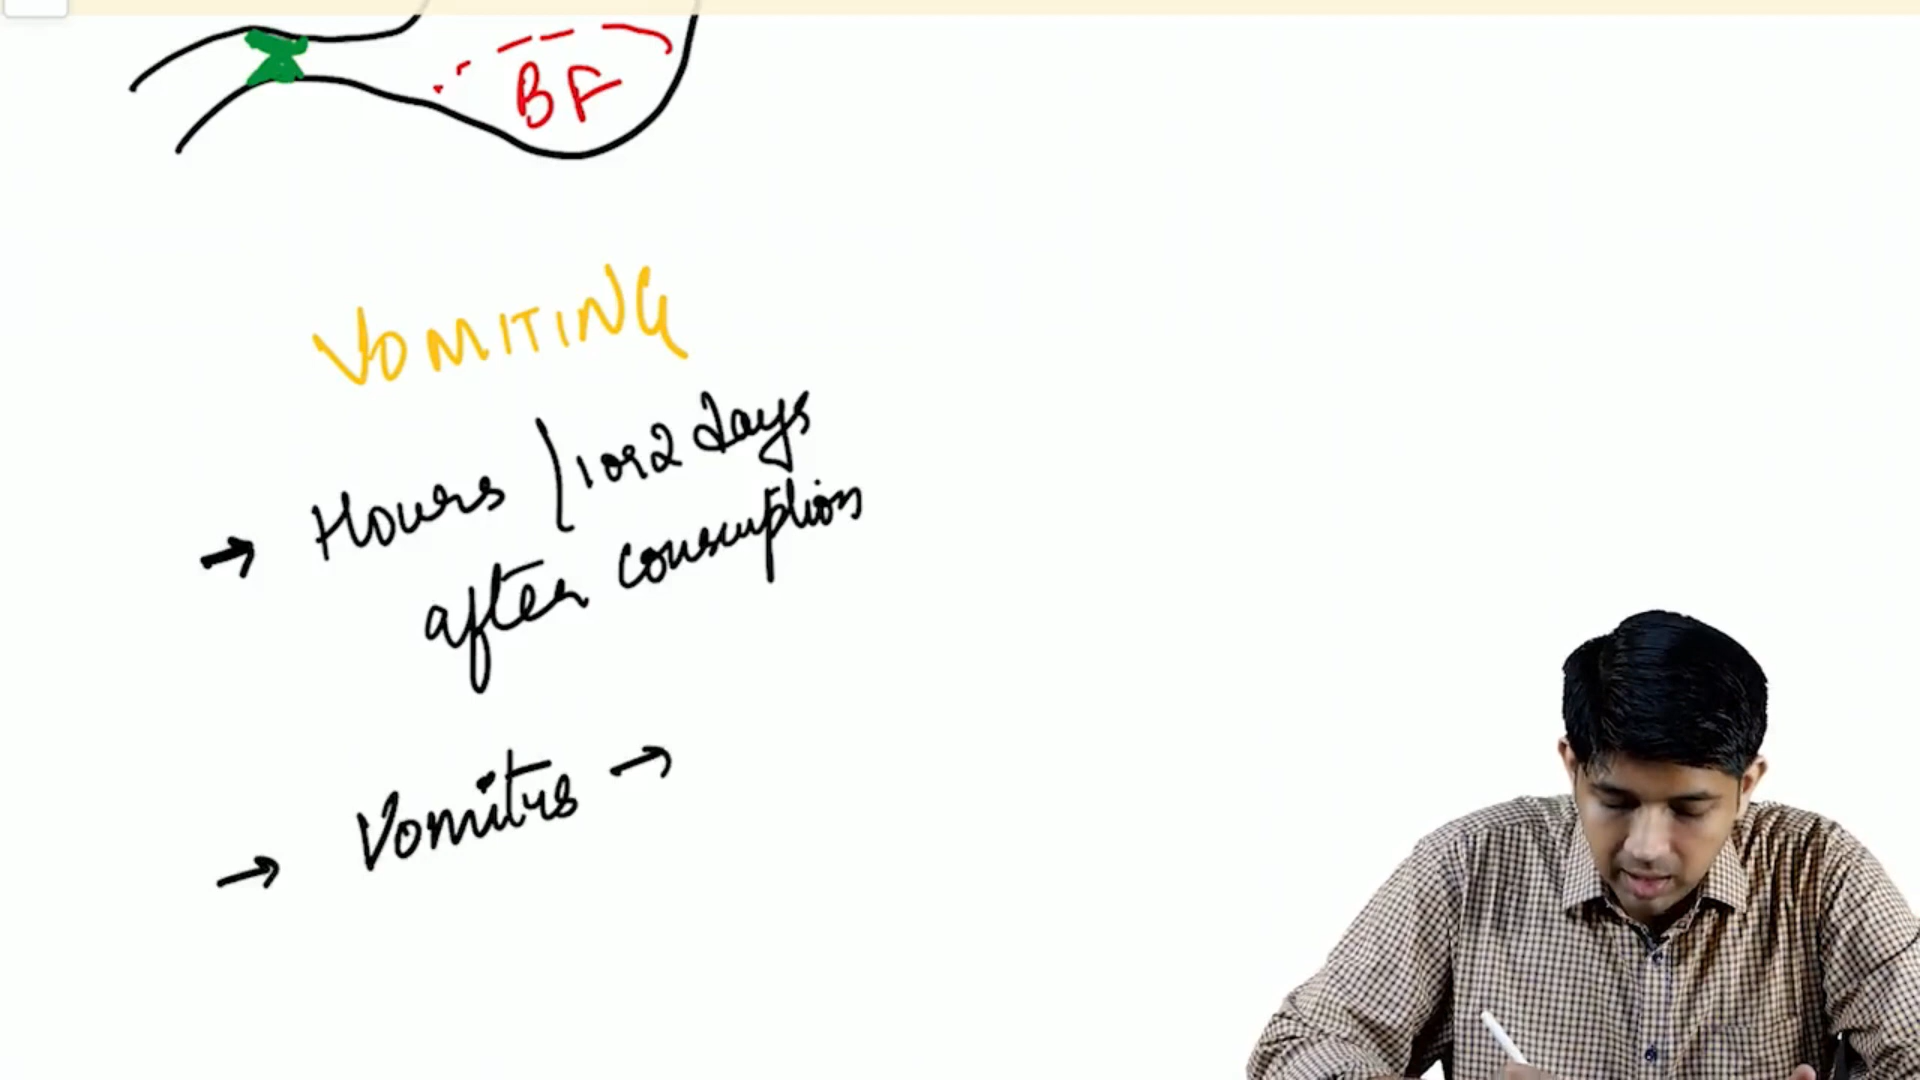 BF
VOMITING
→ Hours / 1 or 2 days
after consumption
→ Vomitus →